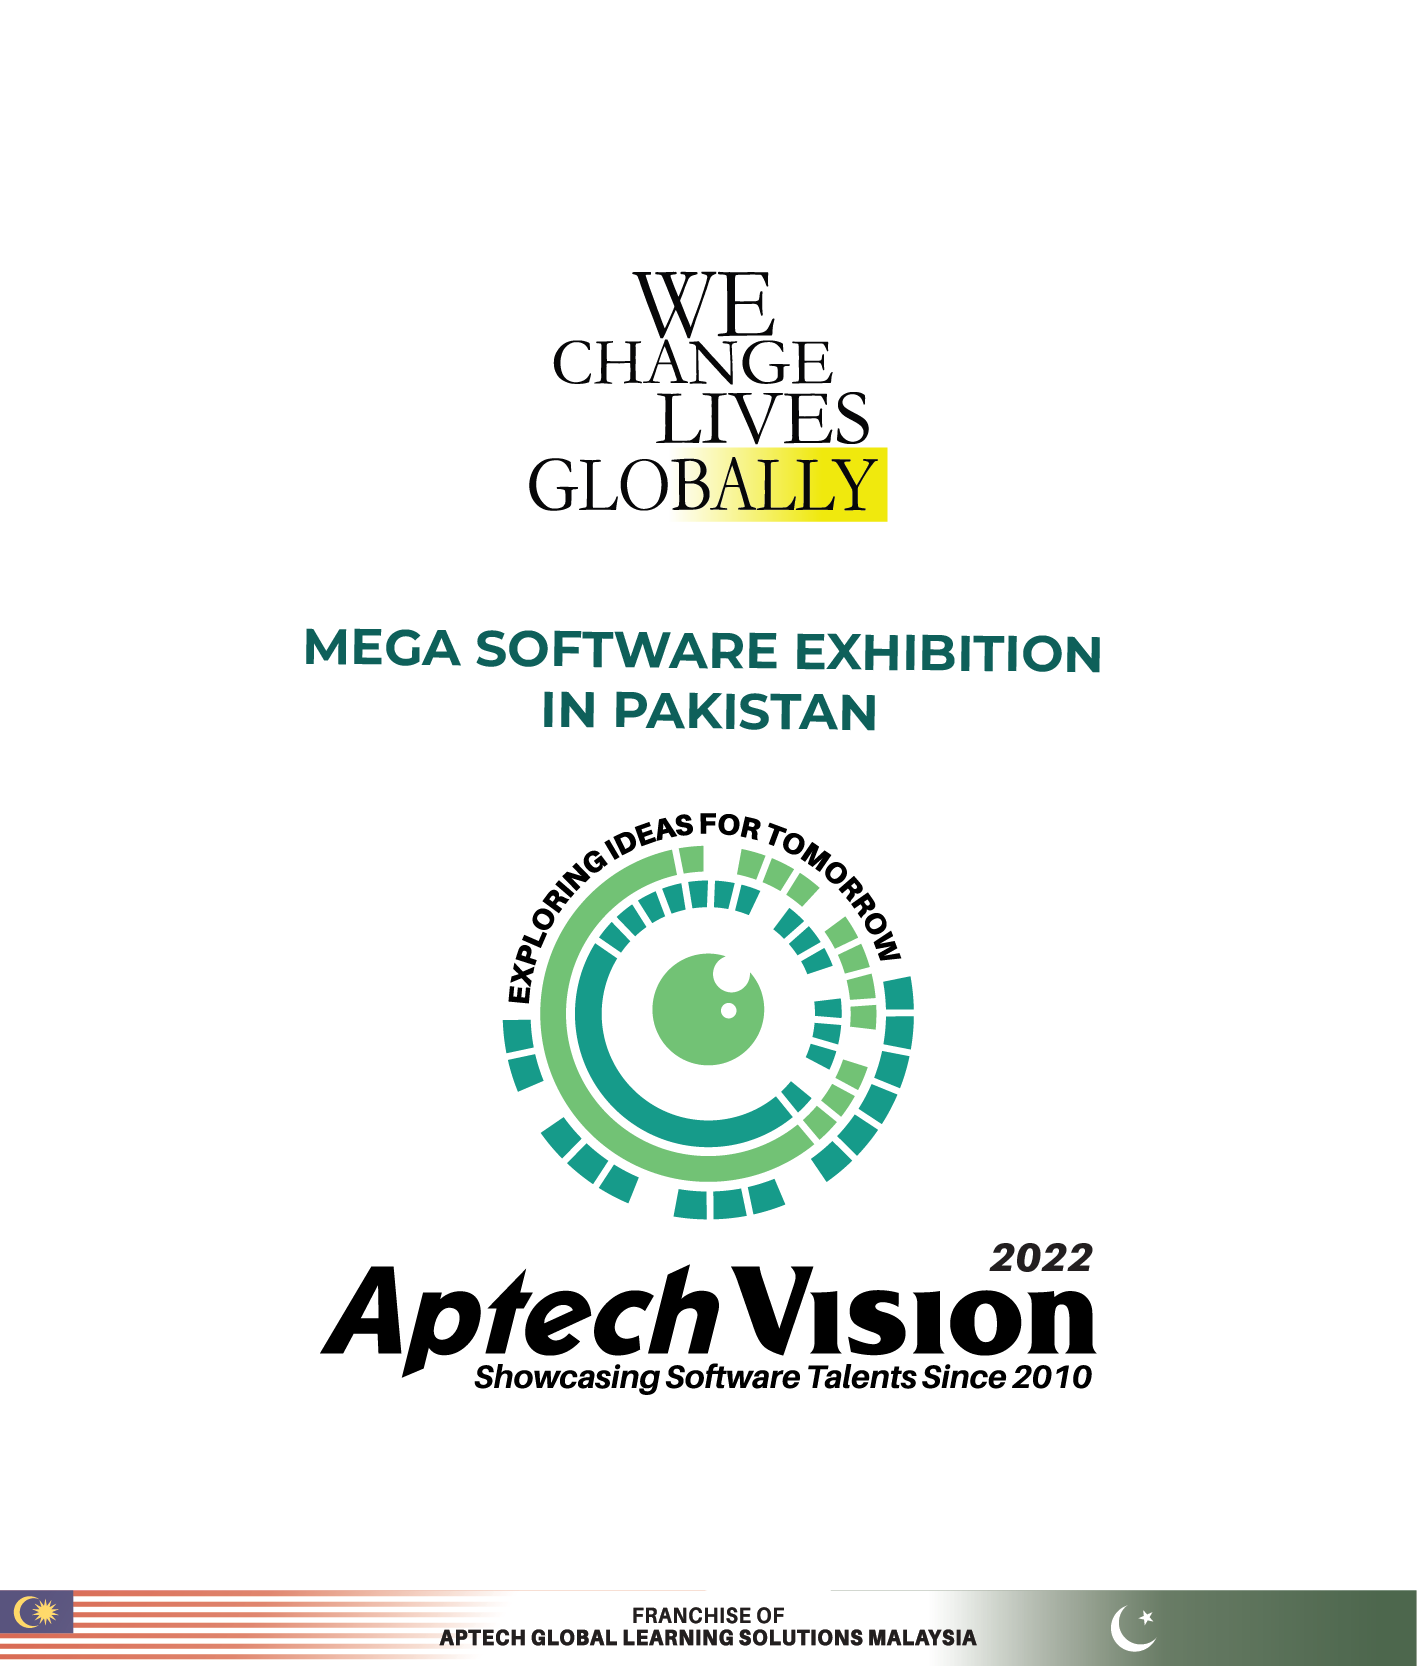 WE
CHANGE
LIVES
GLOBALLY
MEGA SOFTWARE EXHIBITION
IN PAKISTAN
EXPLORING IDEAS FOR TOMORROW
2022
Aptech Vision
Showcasing Software Talents Since 2010
FRANCHISE OF
APTECH GLOBAL LEARNING SOLUTIONS MALAYSIA